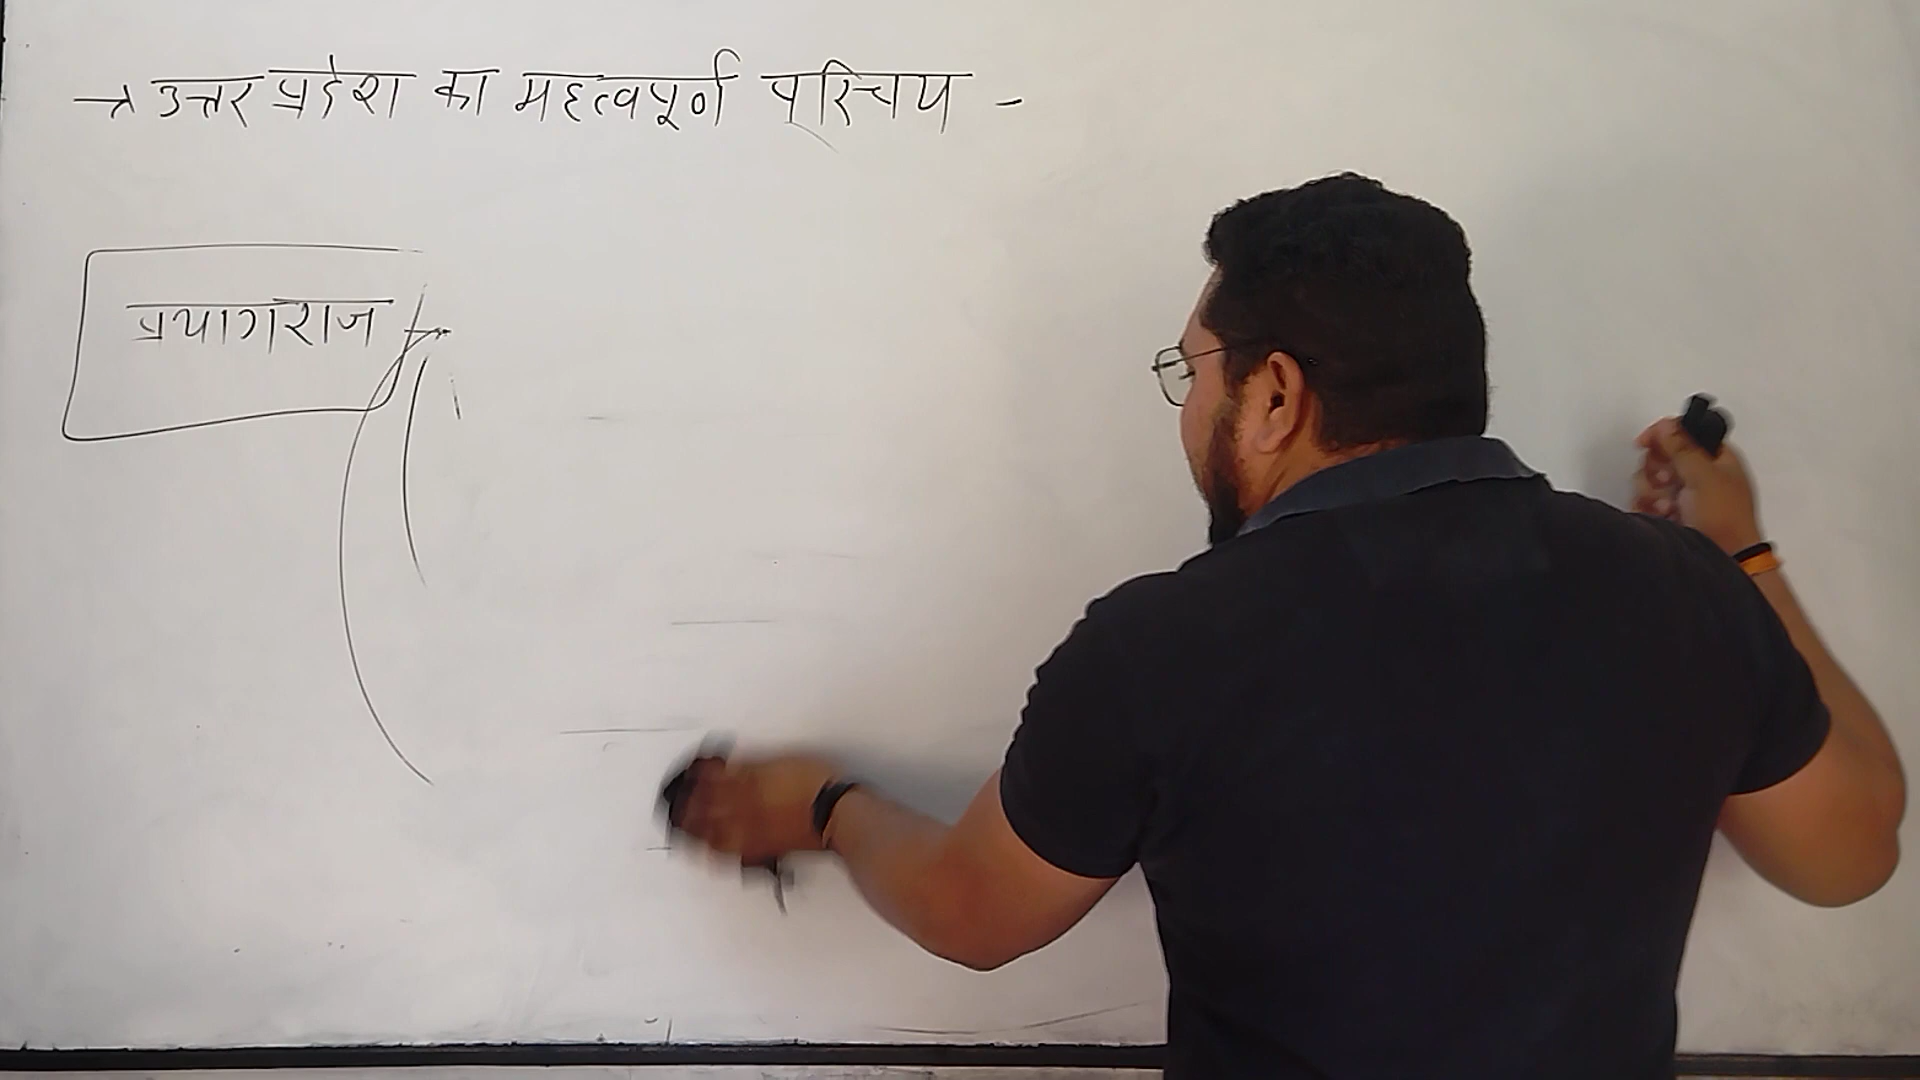 → उत्तर प्रदेश का महत्वपूर्ण परिचय -
प्रयागराज